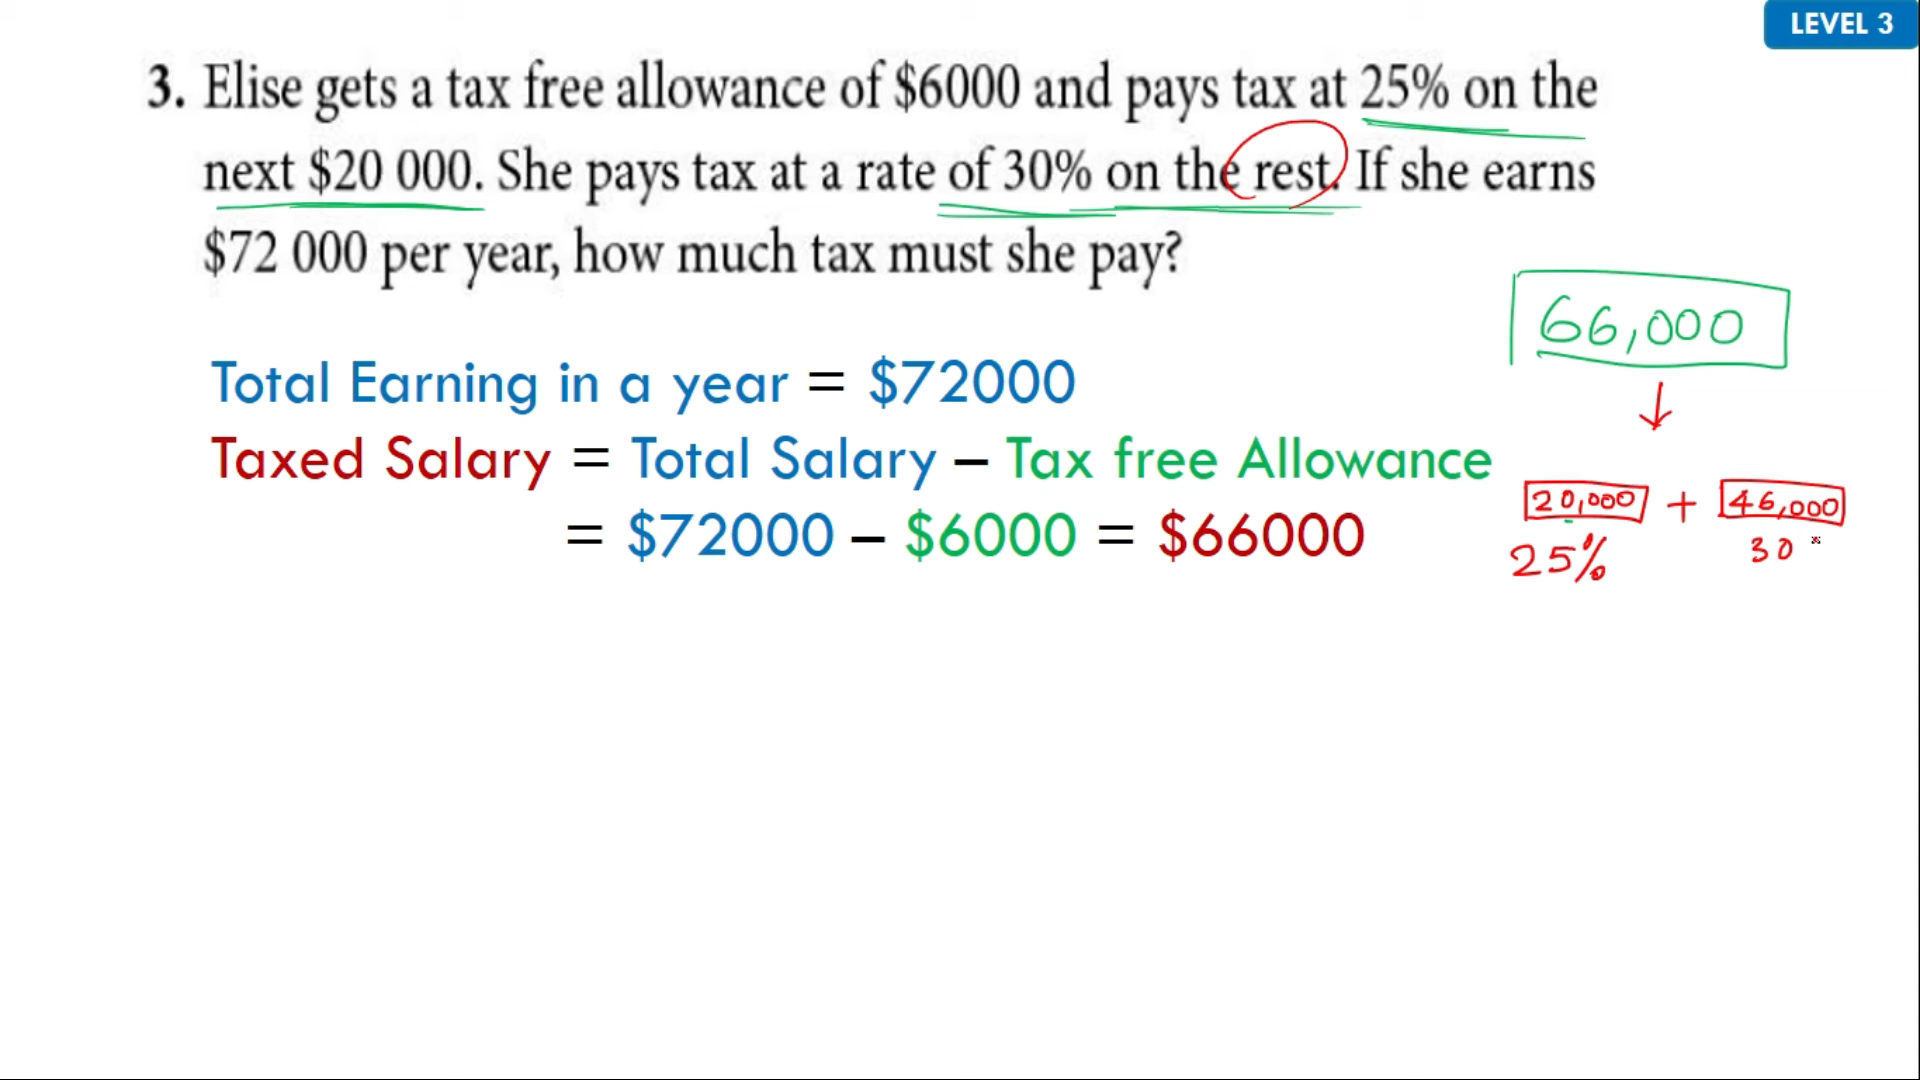 LEVEL 3
3. Elise gets a tax free allowance of $6000 and pays tax at 25% on the
next $20 000. She pays tax at a rate of 30% on the rest. If she earns
$72 000 per year, how much tax must she pay?
66,000
Total Earning in a year = $72000
Taxed Salary = Total Salary – Tax free Allowance
= $72000 – $6000 = $66000
20,000 + 46,000
25% 30